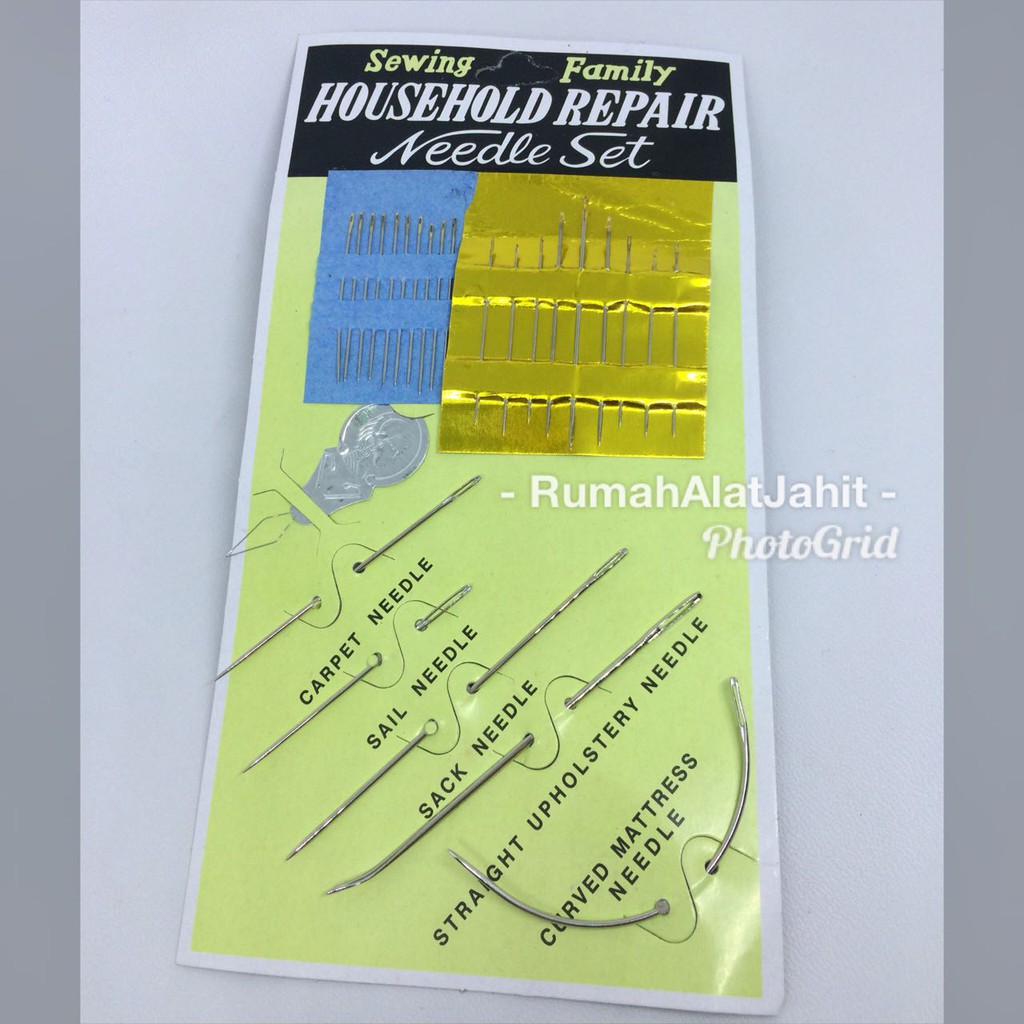 Sewing Family
HOUSEHOLD REPAIR
Needle Set
- RumahAlatJahit -
PhotoGrid
CARPET NEEDLE
SAIL NEEDLE
SACK NEEDLE
STRAIGHT UPHOLSTERY NEEDLE
CURVED MATTRESS
NEEDLE